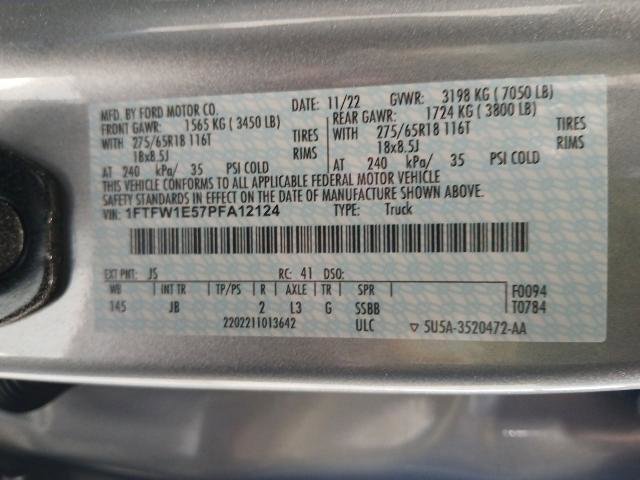 MFD. BY FORD MOTOR CO. DATE: 11/22 GVWR: 3198 KG ( 7050 LB)
FRONT GAWR: 1565 KG ( 3450 LB) REAR GAWR: 1724 KG ( 3800 LB)
WITH 275/65R18 116T TIRES WITH 275/65R18 116T TIRES
18x8.5J RIMS 18x8.5J RIMS
AT 240 kPa/ 35 PSI COLD AT 240 kPa/ 35 PSI COLD
THIS VEHICLE CONFORMS TO ALL APPLICABLE FEDERAL MOTOR VEHICLE
SAFETY STANDARDS IN EFFECT ON THE DATE OF MANUFACTURE SHOWN ABOVE.
VIN: 1FTFW1E57PFA12124 TYPE: Truck
EXT PNT: JS RC: 41 DSO:
WB INT TR TP/PS R AXLE TR SPR F0094
145 JB 2 L3 G SSBB T0784
2202211013642 ULC ▽ 5U5A-3520472-AA